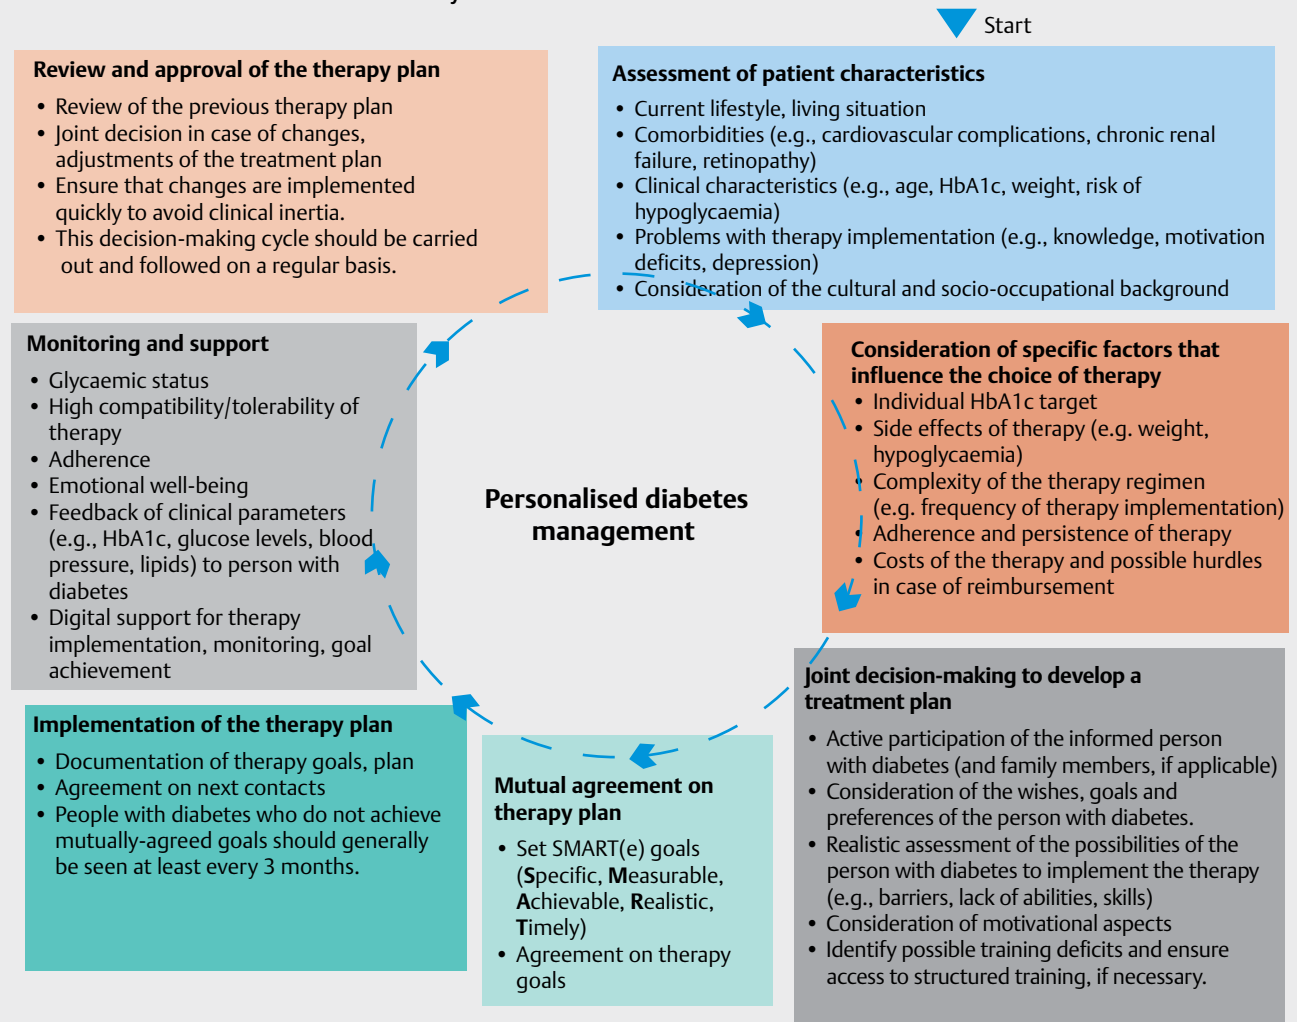 Start
Review and approval of the therapy plan
• Review of the previous therapy plan
• Joint decision in case of changes,
adjustments of the treatment plan
• Ensure that changes are implemented
quickly to avoid clinical inertia.
• This decision-making cycle should be carried
out and followed on a regular basis.
Assessment of patient characteristics
• Current lifestyle, living situation
• Comorbidities (e.g., cardiovascular complications, chronic renal
failure, retinopathy)
• Clinical characteristics (e.g., age, HbA1c, weight, risk of
hypoglycaemia)
• Problems with therapy implementation (e.g., knowledge, motivation
deficits, depression)
• Consideration of the cultural and socio-occupational background
Consideration of specific factors that
influence the choice of therapy
• Individual HbA1c target
• Side effects of therapy (e.g. weight,
hypoglycaemia)
• Complexity of the therapy regimen
(e.g. frequency of therapy implementation)
• Adherence and persistence of therapy
• Costs of the therapy and possible hurdles
in case of reimbursement
Joint decision-making to develop a
treatment plan
• Active participation of the informed person
with diabetes (and family members, if applicable)
• Consideration of the wishes, goals and
preferences of the person with diabetes.
• Realistic assessment of the possibilities of the
person with diabetes to implement the therapy
(e.g., barriers, lack of abilities, skills)
• Consideration of motivational aspects
• Identify possible training deficits and ensure
access to structured training, if necessary.
Mutual agreement on
therapy plan
• Set SMART(e) goals
(Specific, Measurable,
Achievable, Realistic,
Timely)
• Agreement on therapy
goals
Implementation of the therapy plan
• Documentation of therapy goals, plan
• Agreement on next contacts
• People with diabetes who do not achieve
mutually-agreed goals should generally
be seen at least every 3 months.
Monitoring and support
• Glycaemic status
• High compatibility/tolerability of
therapy
• Adherence
• Emotional well-being
• Feedback of clinical parameters
(e.g., HbA1c, glucose levels, blood
pressure, lipids) to person with
diabetes
• Digital support for therapy
implementation, monitoring, goal
achievement
Personalised diabetes
management